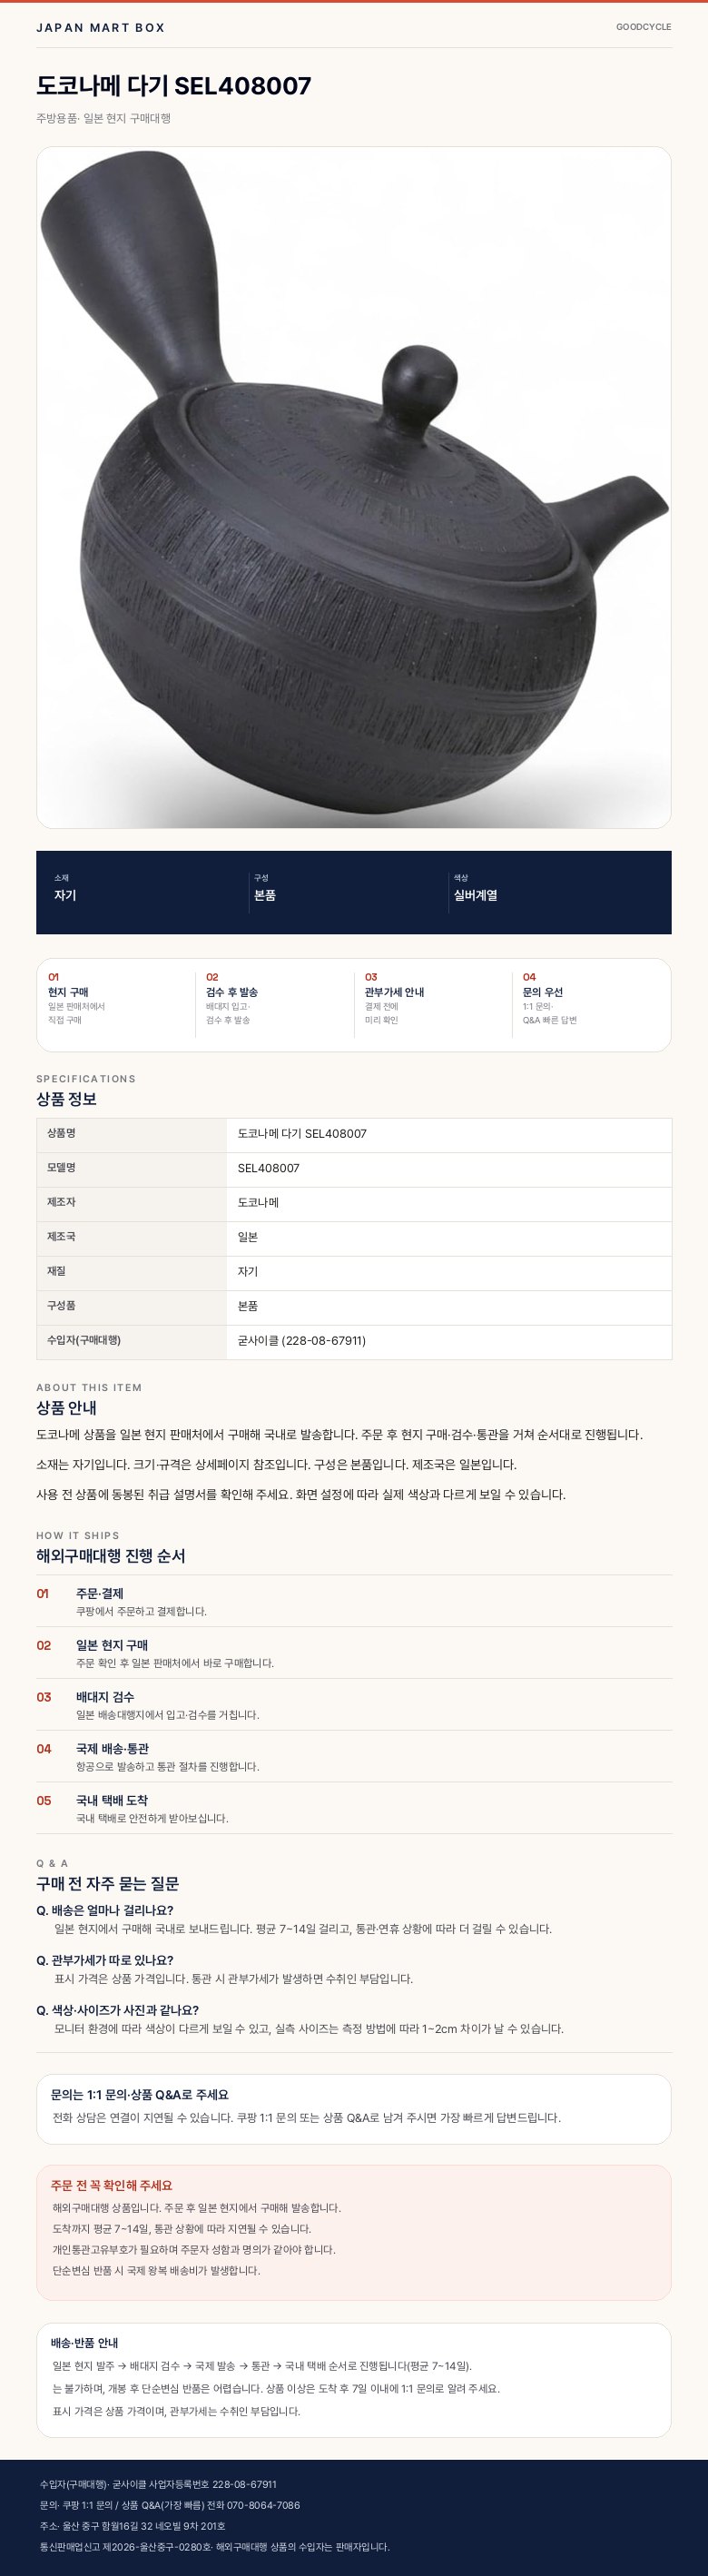 JAPAN MART BOX
GOODCYCLE
도코나메 다기 SEL408007
주방용품· 일본 현지 구매대행
소재
자기
구성
본품
색상
실버계열
01
현지 구매
일본 판매처에서
직접 구매
02
검수 후 발송
배대지 입고·
검수 후 발송
03
관부가세 안내
결제 전에
미리 확인
04
문의 우선
1:1 문의·
Q&A 빠른 답변
SPECIFICATIONS
상품 정보
상품명 도코나메 다기 SEL408007
모델명 SEL408007
제조자 도코나메
제조국 일본
재질 자기
구성품 본품
수입자(구매대행) 굳사이클 (228-08-67911)
ABOUT THIS ITEM
상품 안내
도코나메 상품을 일본 현지 판매처에서 구매해 국내로 발송합니다. 주문 후 현지 구매·검수·통관을 거쳐 순서대로 진행됩니다.
소재는 자기입니다. 크기·규격은 상세페이지 참조입니다. 구성은 본품입니다. 제조국은 일본입니다.
사용 전 상품에 동봉된 취급 설명서를 확인해 주세요. 화면 설정에 따라 실제 색상과 다르게 보일 수 있습니다.
HOW IT SHIPS
해외구매대행 진행 순서
01 주문·결제
쿠팡에서 주문하고 결제합니다.
02 일본 현지 구매
주문 확인 후 일본 판매처에서 바로 구매합니다.
03 배대지 검수
일본 배송대행지에서 입고·검수를 거칩니다.
04 국제 배송·통관
항공으로 발송하고 통관 절차를 진행합니다.
05 국내 택배 도착
국내 택배로 안전하게 받아보십니다.
Q & A
구매 전 자주 묻는 질문
Q. 배송은 얼마나 걸리나요?
일본 현지에서 구매해 국내로 보내드립니다. 평균 7~14일 걸리고, 통관·연휴 상황에 따라 더 걸릴 수 있습니다.
Q. 관부가세가 따로 있나요?
표시 가격은 상품 가격입니다. 통관 시 관부가세가 발생하면 수취인 부담입니다.
Q. 색상·사이즈가 사진과 같나요?
모니터 환경에 따라 색상이 다르게 보일 수 있고, 실측 사이즈는 측정 방법에 따라 1~2cm 차이가 날 수 있습니다.
문의는 1:1 문의·상품 Q&A로 주세요
전화 상담은 연결이 지연될 수 있습니다. 쿠팡 1:1 문의 또는 상품 Q&A로 남겨 주시면 가장 빠르게 답변드립니다.
주문 전 꼭 확인해 주세요
해외구매대행 상품입니다. 주문 후 일본 현지에서 구매해 발송합니다.
도착까지 평균 7~14일, 통관 상황에 따라 지연될 수 있습니다.
개인통관고유부호가 필요하며 주문자 성함과 명의가 같아야 합니다.
단순변심 반품 시 국제 왕복 배송비가 발생합니다.
배송·반품 안내
일본 현지 발주 → 배대지 검수 → 국제 발송 → 통관 → 국내 택배 순서로 진행됩니다(평균 7~14일).
는 불가하며, 개봉 후 단순변심 반품은 어렵습니다. 상품 이상은 도착 후 7일 이내에 1:1 문의로 알려 주세요.
표시 가격은 상품 가격이며, 관부가세는 수취인 부담입니다.
수입자(구매대행)· 굳사이클 사업자등록번호 228-08-67911
문의· 쿠팡 1:1 문의 / 상품 Q&A(가장 빠름) 전화 070-8064-7086
주소· 울산 중구 함월16길 32 네오빌 9차 201호
통신판매업신고 제2026-울산중구-0280호· 해외구매대행 상품의 수입자는 판매자입니다.